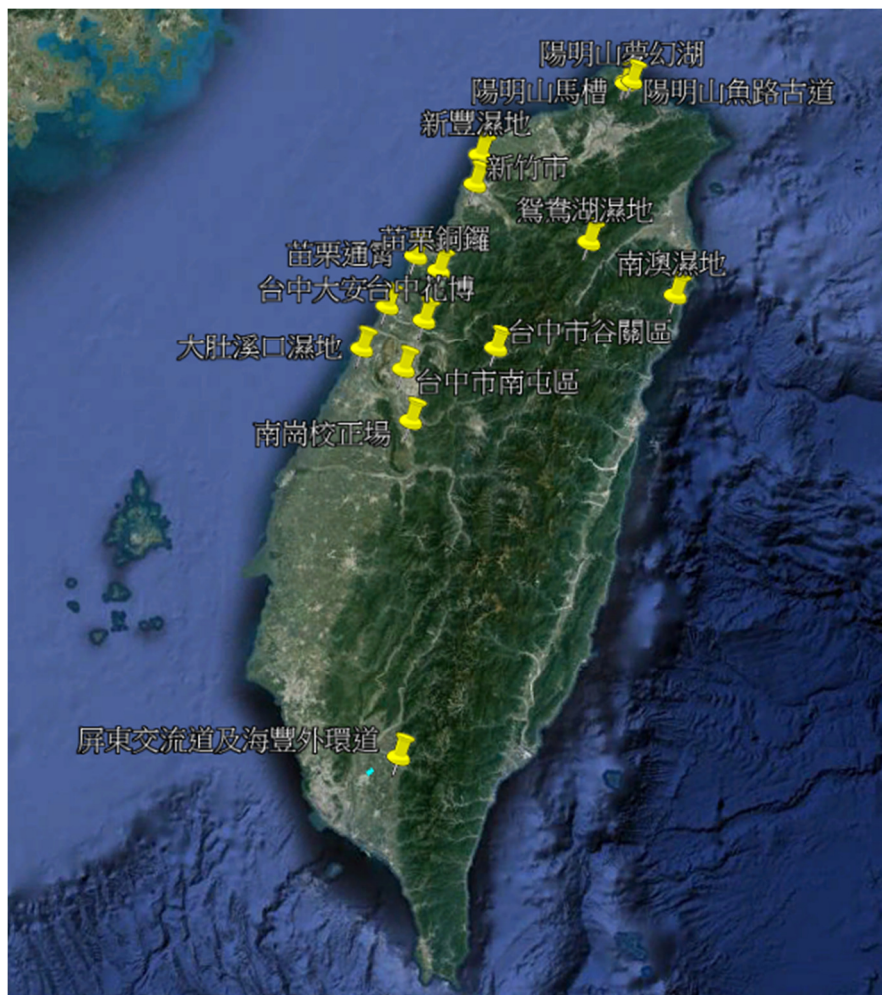 陽明山夢幻湖
陽明山馬槽
陽明山魚路古道
新豐濕地
新竹市
鴛鴦湖濕地
苗栗銅鑼
苗栗通霄
南澳濕地
台中大安
台中花博
台中市谷關區
大肚溪口濕地
台中市南屯區
南崗校正場
屏東交流道及海豐外環道